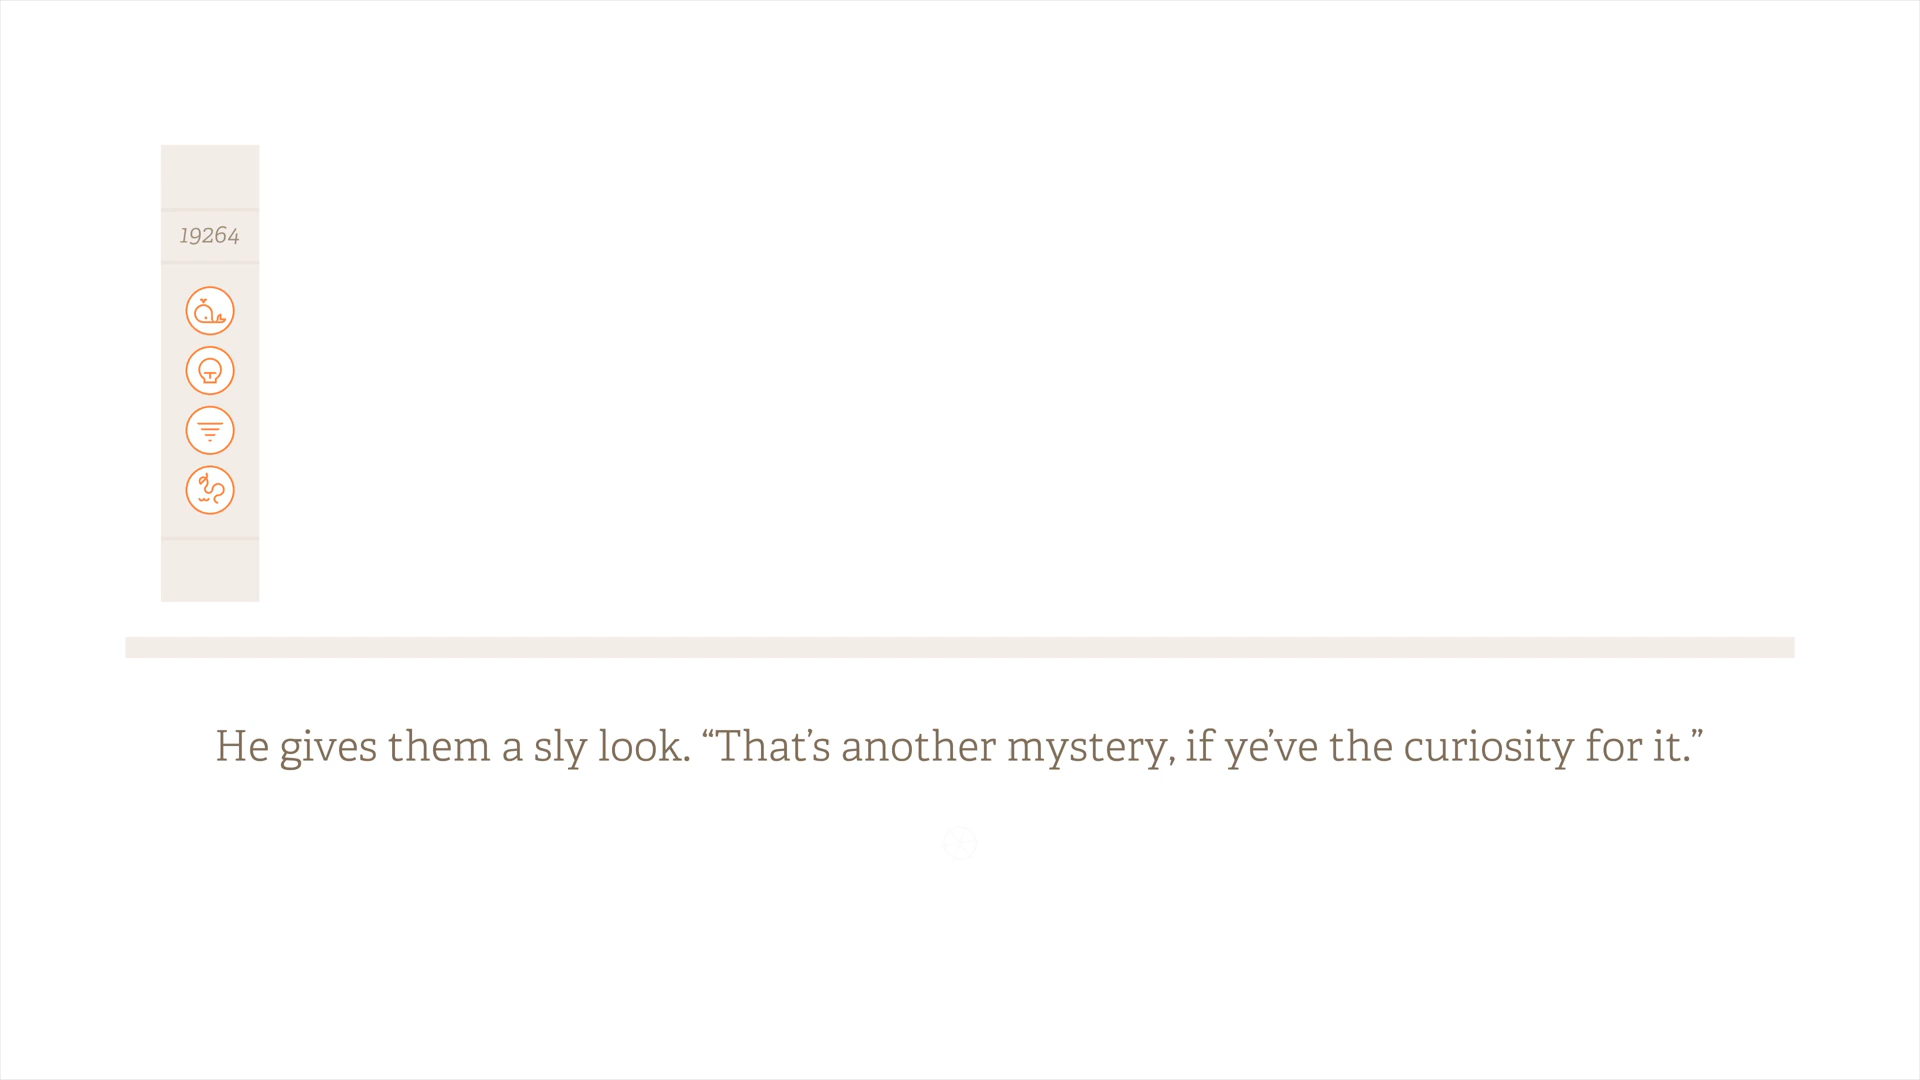 19264
He gives them a sly look. “That’s another mystery, if ye’ve the curiosity for it.”